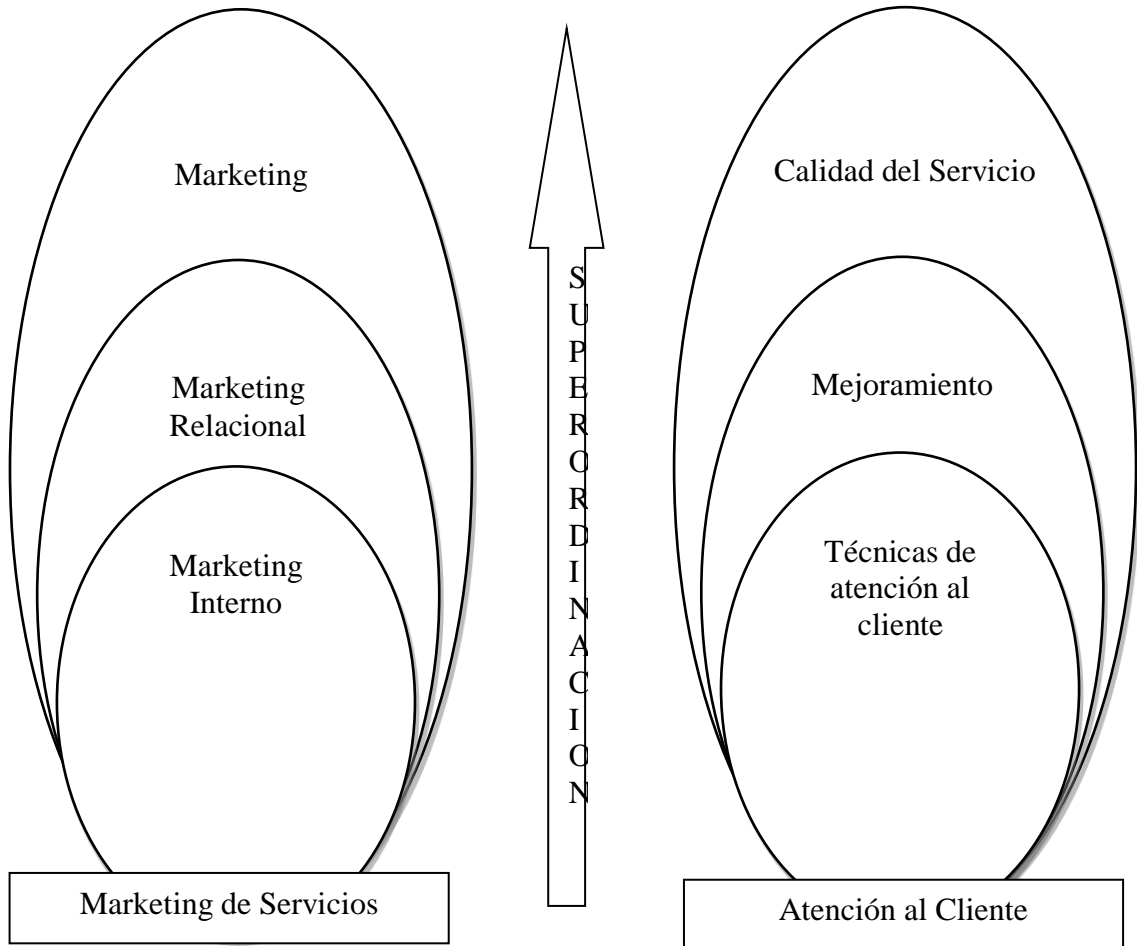 Marketing
Marketing
Relacional
Marketing
Interno
Marketing de Servicios
SUPERORDINACION
Calidad del Servicio
Mejoramiento
Técnicas de
atención al
cliente
Atención al Cliente